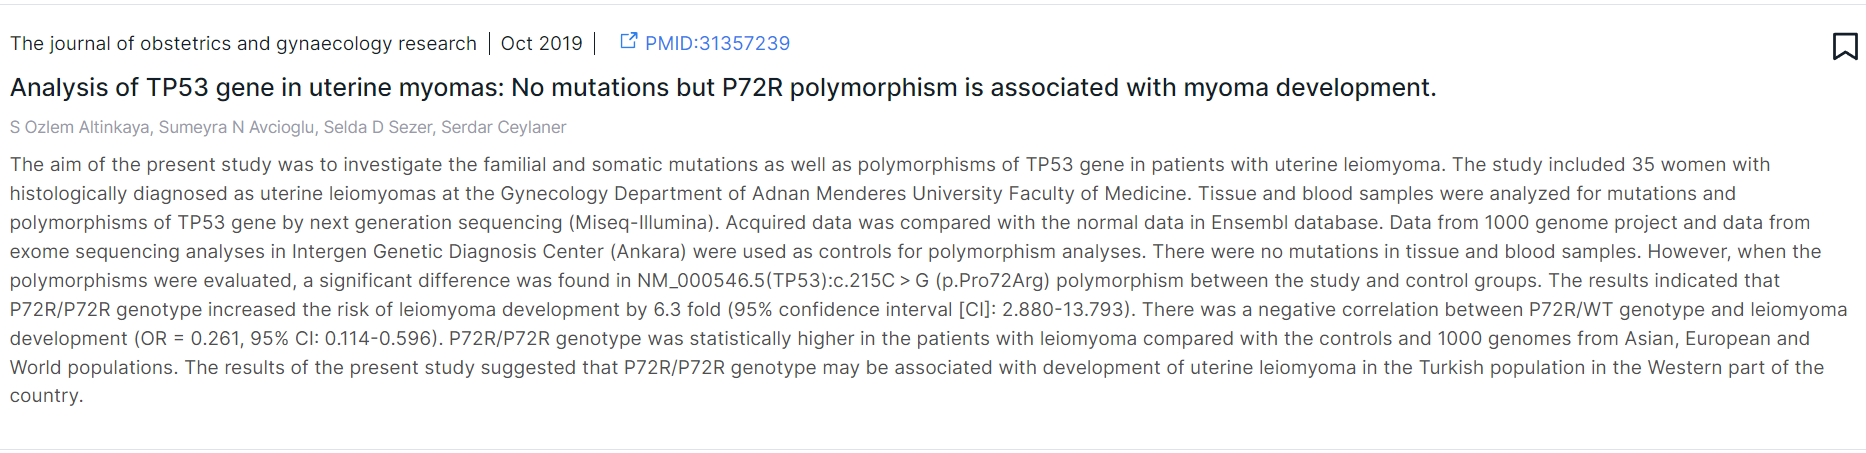 The journal of obstetrics and gynaecology research | Oct 2019 | PMID:31357239
Analysis of TP53 gene in uterine myomas: No mutations but P72R polymorphism is associated with myoma development.
S Ozlem Altinkaya, Sumeyra N Avcioglu, Selda D Sezer, Serdar Ceylaner
The aim of the present study was to investigate the familial and somatic mutations as well as polymorphisms of TP53 gene in patients with uterine leiomyoma. The study included 35 women with
histologically diagnosed as uterine leiomyomas at the Gynecology Department of Adnan Menderes University Faculty of Medicine. Tissue and blood samples were analyzed for mutations and
polymorphisms of TP53 gene by next generation sequencing (Miseq-Illumina). Acquired data was compared with the normal data in Ensembl database. Data from 1000 genome project and data from
exome sequencing analyses in Intergen Genetic Diagnosis Center (Ankara) were used as controls for polymorphism analyses. There were no mutations in tissue and blood samples. However, when the
polymorphisms were evaluated, a significant difference was found in NM_000546.5(TP53):c.215C > G (p.Pro72Arg) polymorphism between the study and control groups. The results indicated that
P72R/P72R genotype increased the risk of leiomyoma development by 6.3 fold (95% confidence interval [CI]: 2.880-13.793). There was a negative correlation between P72R/WT genotype and leiomyoma
development (OR = 0.261, 95% CI: 0.114-0.596). P72R/P72R genotype was statistically higher in the patients with leiomyoma compared with the controls and 1000 genomes from Asian, European and
World populations. The results of the present study suggested that P72R/P72R genotype may be associated with development of uterine leiomyoma in the Turkish population in the Western part of the
country.